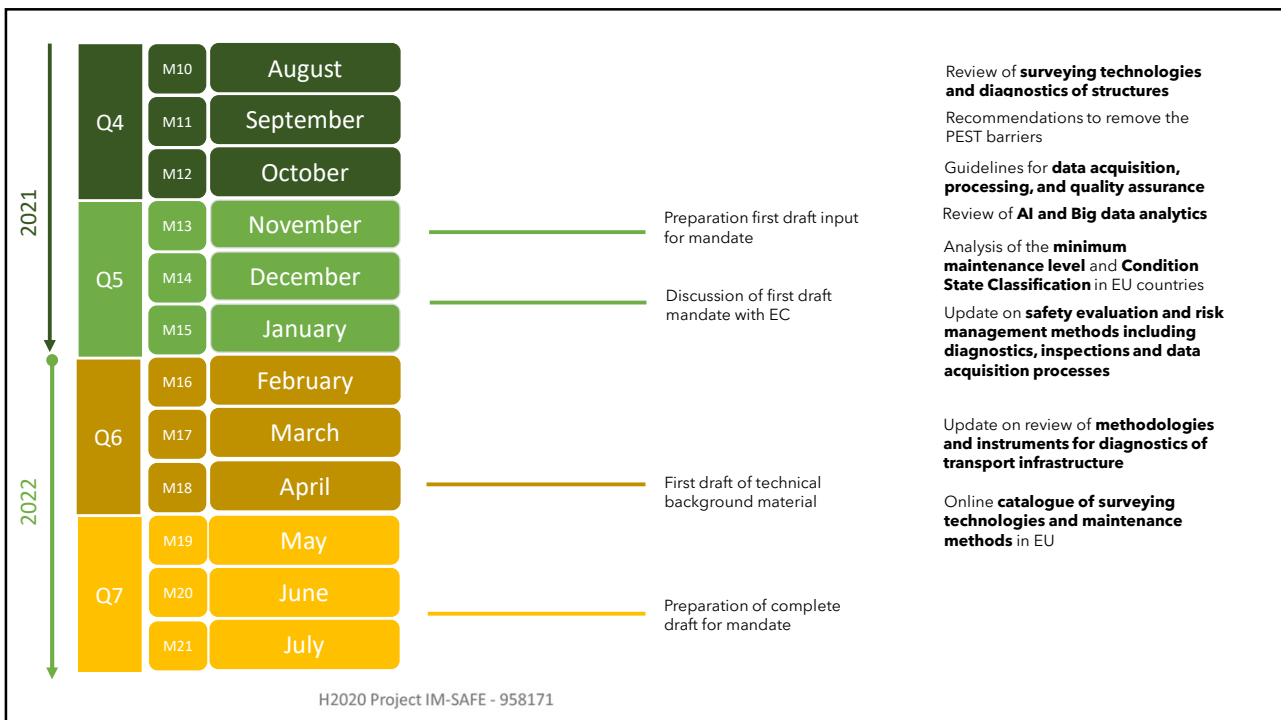 2021
2022
Q4
M10
August
M11
September
M12
October
Q5
M13
November
M14
December
M15
January
Q6
M16
February
M17
March
M18
April
Q7
M19
May
M20
June
M21
July
Preparation first draft input
for mandate
Discussion of first draft
mandate with EC
First draft of technical
background material
Preparation of complete
draft for mandate
Review of surveying technologies
and diagnostics of structures
Recommendations to remove the
PEST barriers
Guidelines for data acquisition,
processing, and quality assurance
Review of AI and Big data analytics
Analysis of the minimum
maintenance level and Condition
State Classification in EU countries
Update on safety evaluation and risk
management methods including
diagnostics, inspections and data
acquisition processes
Update on review of methodologies
and instruments for diagnostics of
transport infrastructure
Online catalogue of surveying
technologies and maintenance
methods in EU
H2020 Project IM-SAFE - 958171